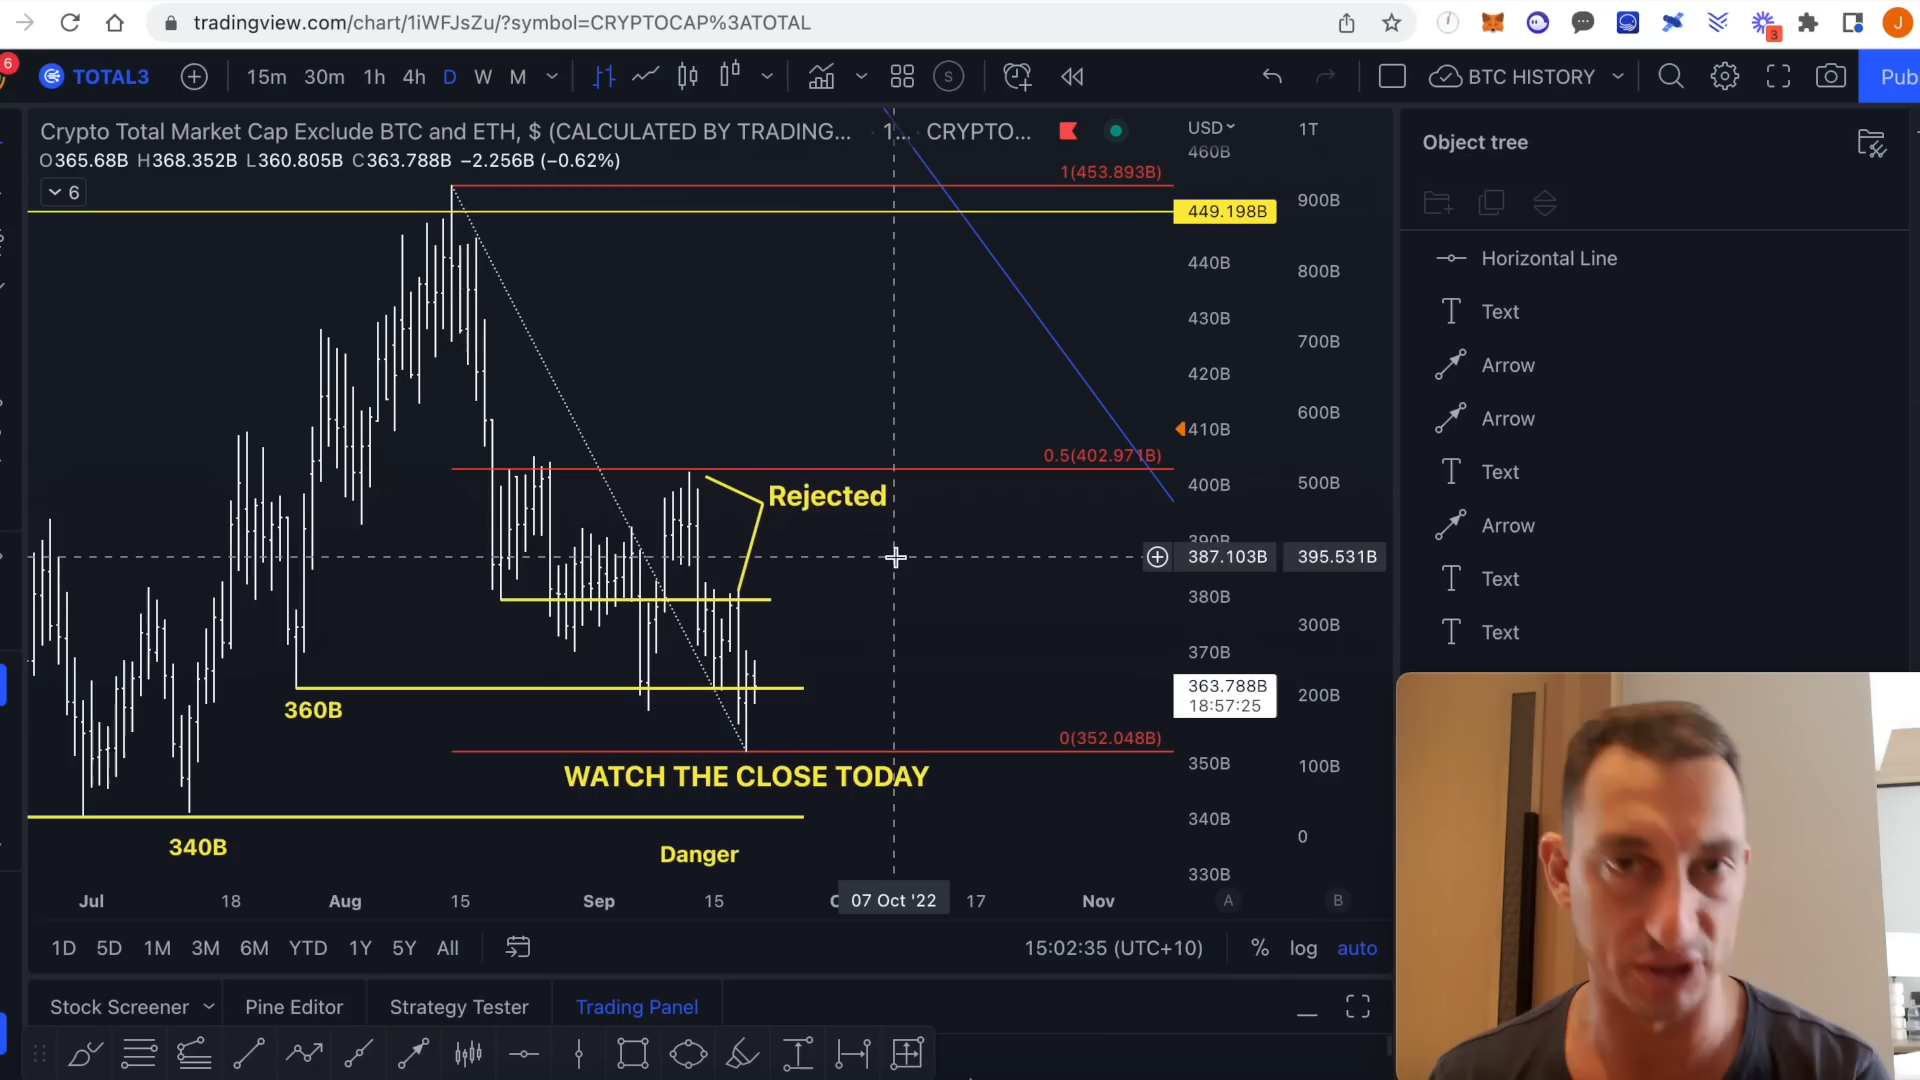 tradingview.com/chart/1iWFJsZu/?symbol=CRYPTOCAP%3ATOTAL
3
J
6
TOTAL3
15m 30m 1h 4h D W M
S
BTC HISTORY
Pub
Crypto Total Market Cap Exclude BTC and ETH, $ (CALCULATED BY TRADING... · 1... CRYPTO...
O365.68B H368.352B L360.805B C363.788B −2.256B (−0.62%)
6
USD
1T
460B
1(453.893B)
449.198B
900B
440B
800B
430B
700B
420B
600B
410B
0.5(402.971B)
400B
500B
Rejected
390B
387.103B
395.531B
380B
300B
370B
363.788B
18:57:25
200B
360B
0(352.048B)
350B
100B
WATCH THE CLOSE TODAY
340B
0
340B
Danger
330B
Jul 18 Aug 15 Sep 15 07 Oct '22 17 Nov
A
B
1D 5D 1M 3M 6M YTD 1Y 5Y All
15:02:35 (UTC+10)
% log auto
Stock Screener
Pine Editor
Strategy Tester
Trading Panel
Object tree
Horizontal Line
Text
Arrow
Arrow
Text
Arrow
Text
Text